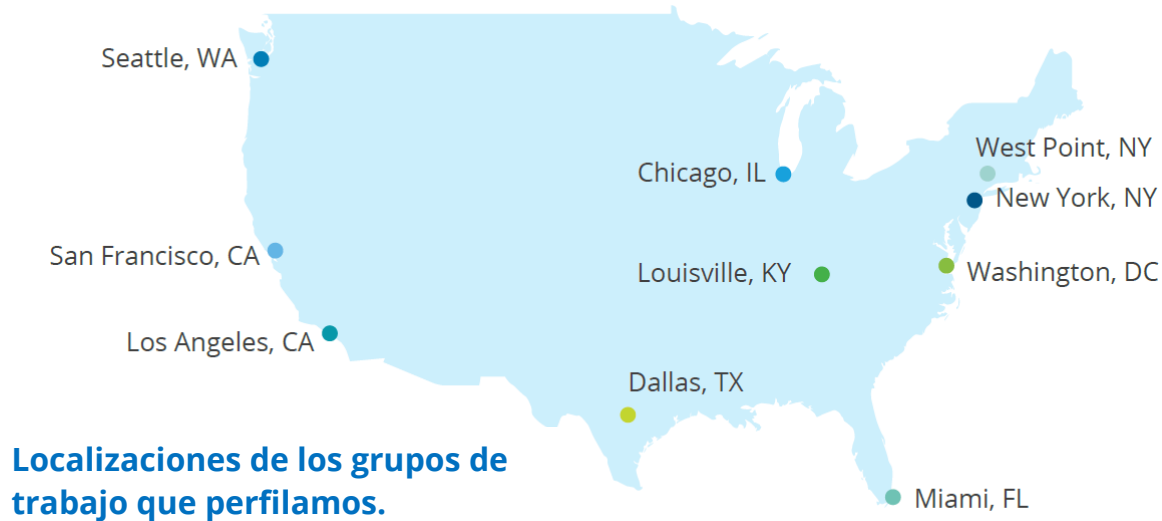 Seattle, WA
West Point, NY
Chicago, IL
New York, NY
San Francisco, CA
Louisville, KY
Washington, DC
Los Angeles, CA
Dallas, TX
Localizaciones de los grupos de
trabajo que perfilamos.
Miami, FL